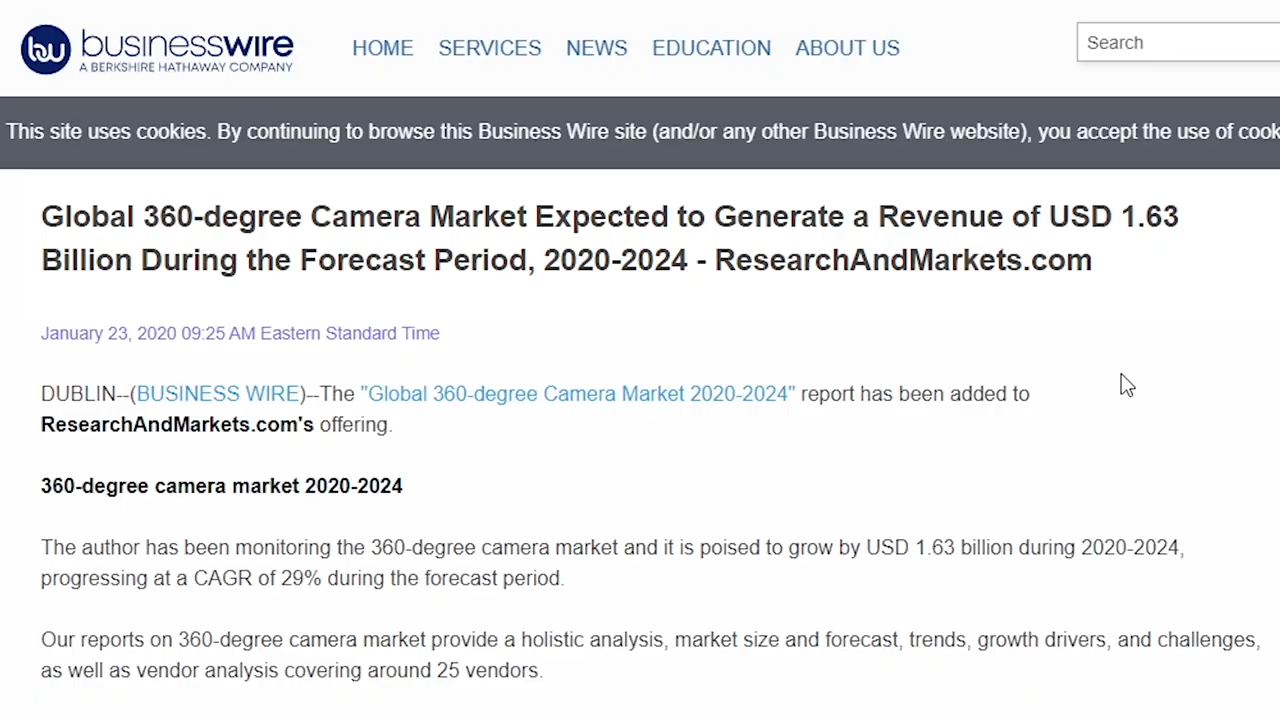 bw businesswire
A BERKSHIRE HATHAWAY COMPANY
HOME SERVICES NEWS EDUCATION ABOUT US
Search
This site uses cookies. By continuing to browse this Business Wire site (and/or any other Business Wire website), you accept the use of cook
Global 360-degree Camera Market Expected to Generate a Revenue of USD 1.63
Billion During the Forecast Period, 2020-2024 - ResearchAndMarkets.com
January 23, 2020 09:25 AM Eastern Standard Time
DUBLIN--(BUSINESS WIRE)--The "Global 360-degree Camera Market 2020-2024" report has been added to
ResearchAndMarkets.com's offering.
360-degree camera market 2020-2024
The author has been monitoring the 360-degree camera market and it is poised to grow by USD 1.63 billion during 2020-2024,
progressing at a CAGR of 29% during the forecast period.
Our reports on 360-degree camera market provide a holistic analysis, market size and forecast, trends, growth drivers, and challenges,
as well as vendor analysis covering around 25 vendors.